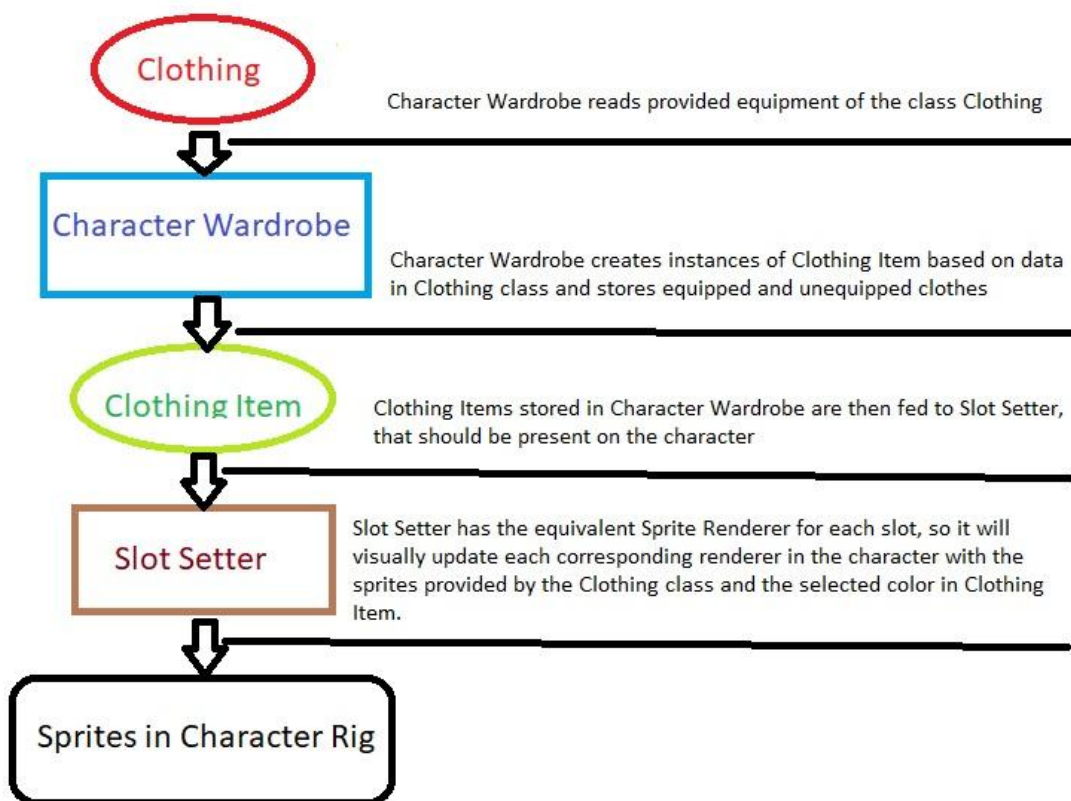 Clothing
Character Wardrobe reads provided equipment of the class Clothing
Character Wardrobe
Character Wardrobe creates instances of Clothing Item based on data
in Clothing class and stores equipped and unequipped clothes
Clothing Item
Clothing Items stored in Character Wardrobe are then fed to Slot Setter,
that should be present on the character
Slot Setter
Slot Setter has the equivalent Sprite Renderer for each slot, so it will
visually update each corresponding renderer in the character with the
sprites provided by the Clothing class and the selected color in Clothing
Item.
Sprites in Character Rig